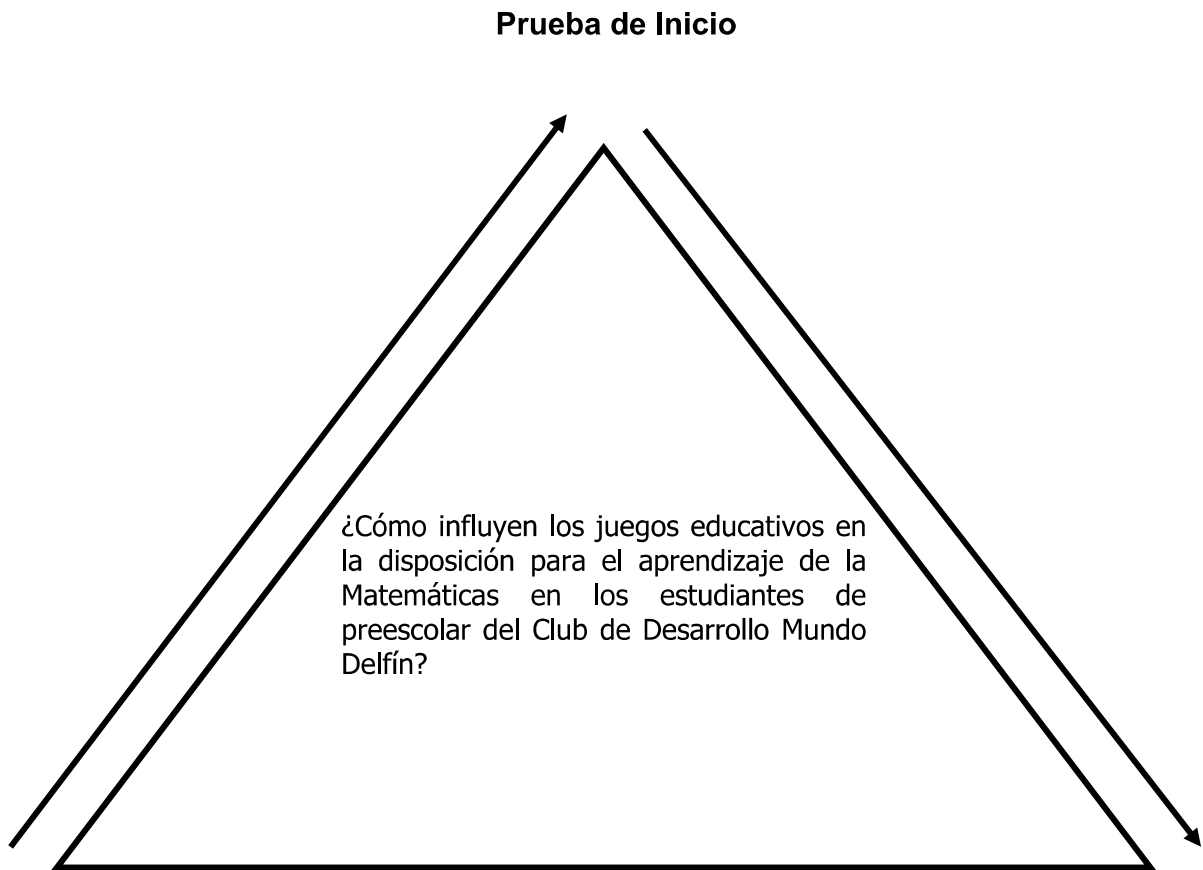 Prueba de Inicio
¿Cómo influyen los juegos educativos en
la disposición para el aprendizaje de la
Matemáticas en los estudiantes de
preescolar del Club de Desarrollo Mundo
Delfín?